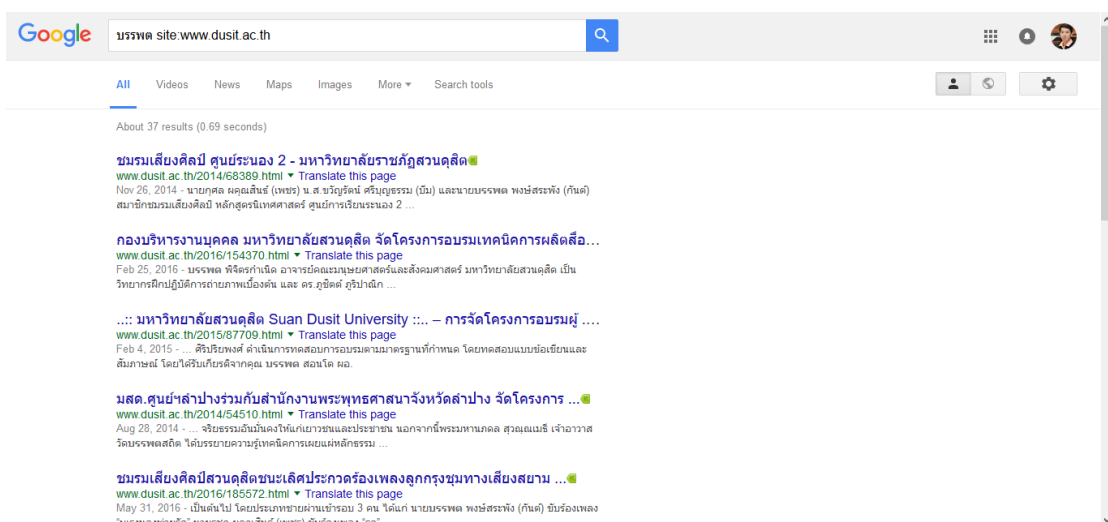 Google
บรรพต site:www.dusit.ac.th
All Videos News Maps Images More Search tools
About 37 results (0.69 seconds)
ชมรมเสียงศิลป์ ศูนย์ระนอง 2 - มหาวิทยาลัยราชภัฏสวนดุสิต
www.dusit.ac.th/2014/68389.html Translate this page
Nov 26, 2014 - นายกุศล ผคุณสินธ์ (เพชร) น.ส.ขวัญรัตน์ ศรีบุญธรรม (บีม) และนายบรรพต พงษ์สระพัง (กันต์)
สมาชิกชมรมเสียงศิลป์ หลักสูตรนิเทศศาสตร์ ศูนย์การเรียนระนอง 2 ...
กองบริหารงานบุคคล มหาวิทยาลัยสวนดุสิต จัดโครงการอบรมเทคนิคการผลิตสื่อ...
www.dusit.ac.th/2016/154370.html Translate this page
Feb 25, 2016 - บรรพต พิจิตรกำเนิด อาจารย์คณะมนุษยศาสตร์และสังคมศาสตร์ มหาวิทยาลัยสวนดุสิต เป็น
วิทยากรฝึกปฏิบัติการถ่ายภาพเบื้องต้น และ ดร.ภูชิตต์ ภูริปาณิก ...
..:: มหาวิทยาลัยสวนดุสิต Suan Dusit University ::.. – การจัดโครงการอบรมผู้ ....
www.dusit.ac.th/2015/87709.html Translate this page
Feb 4, 2015 - ... ศิริปรียพงศ์ ดำเนินการทดสอบการอบรมตามมาตรฐานที่กำหนด โดยทดสอบแบบข้อเขียนและ
สัมภาษณ์ โดยได้รับเกียรติจากคุณ บรรพต สอนโต ผอ.
มสด.ศูนย์ฯลำปางร่วมกับสำนักงานพระพุทธศาสนาจังหวัดลำปาง จัดโครงการ ...
www.dusit.ac.th/2014/54510.html Translate this page
Aug 28, 2014 - ... จริยธรรมอันมั่นคงให้แก่เยาวชนและประชาชน นอกจากนี้พระมหานภดล สุวณฺณเมธี เจ้าอาวาส
วัดบรรพตสถิต ได้บรรยายความรู้เทคนิคการเผยแผ่หลักธรรม ...
ชมรมเสียงศิลป์สวนดุสิตชนะเลิศประกวดร้องเพลงลูกกรุงชุมทางเสียงสยาม ...
www.dusit.ac.th/2016/185572.html Translate this page
May 31, 2016 - เป็นต้นไป โดยประเภทชายผ่านเข้ารอบ 3 คน ได้แก่ นายบรรพต พงษ์สระพัง (กันต์) ขับร้องเพลง